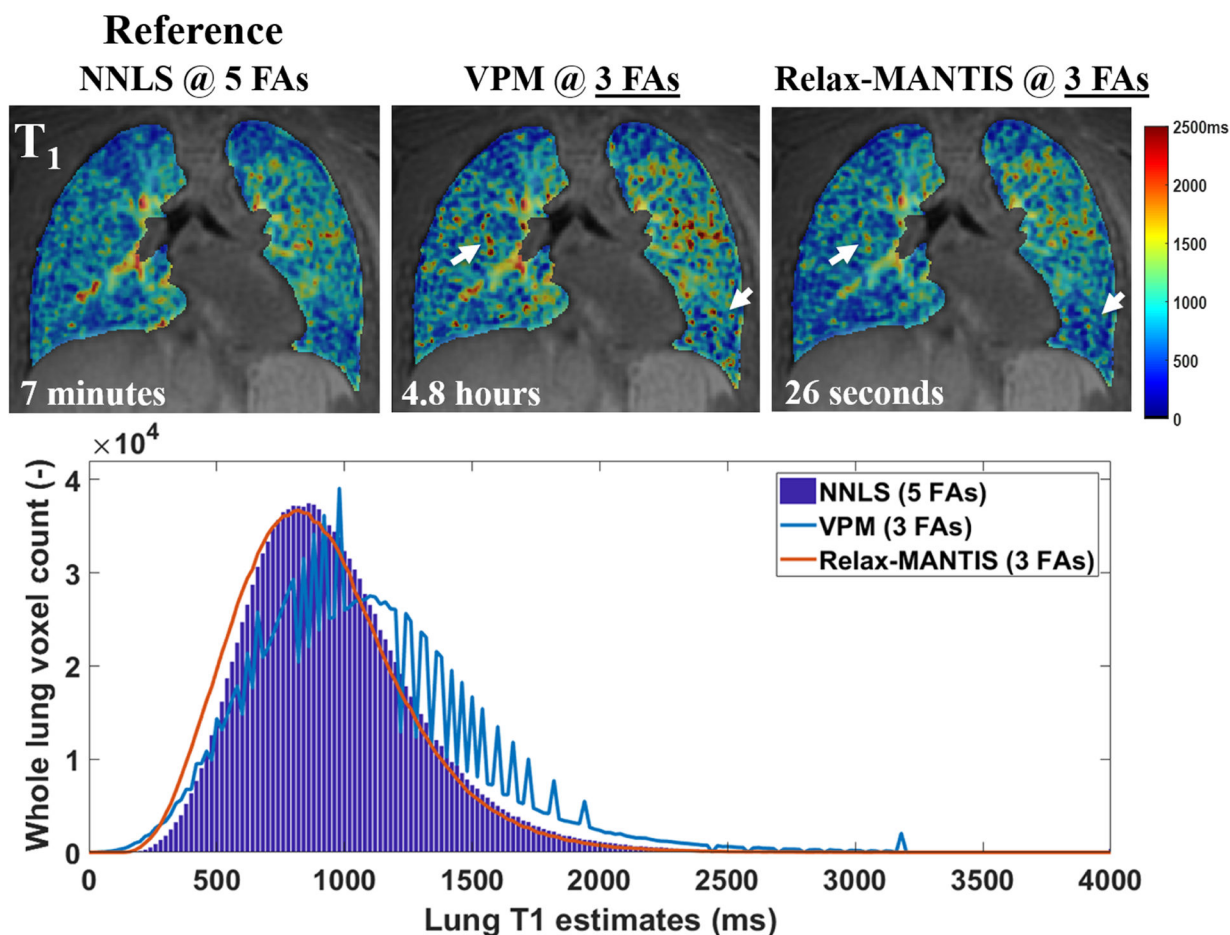 Reference
NNLS @ 5 FAs
VPM @ 3 FAs
Relax-MANTIS @ 3 FAs
T₁
7 minutes
4.8 hours
26 seconds
2500ms
2000
1500
1000
500
0
×10⁴
4
3
2
1
0
Whole lung voxel count (-)
NNLS (5 FAs)
VPM (3 FAs)
Relax-MANTIS (3 FAs)
0 500 1000 1500 2000 2500 3000 3500 4000
Lung T1 estimates (ms)